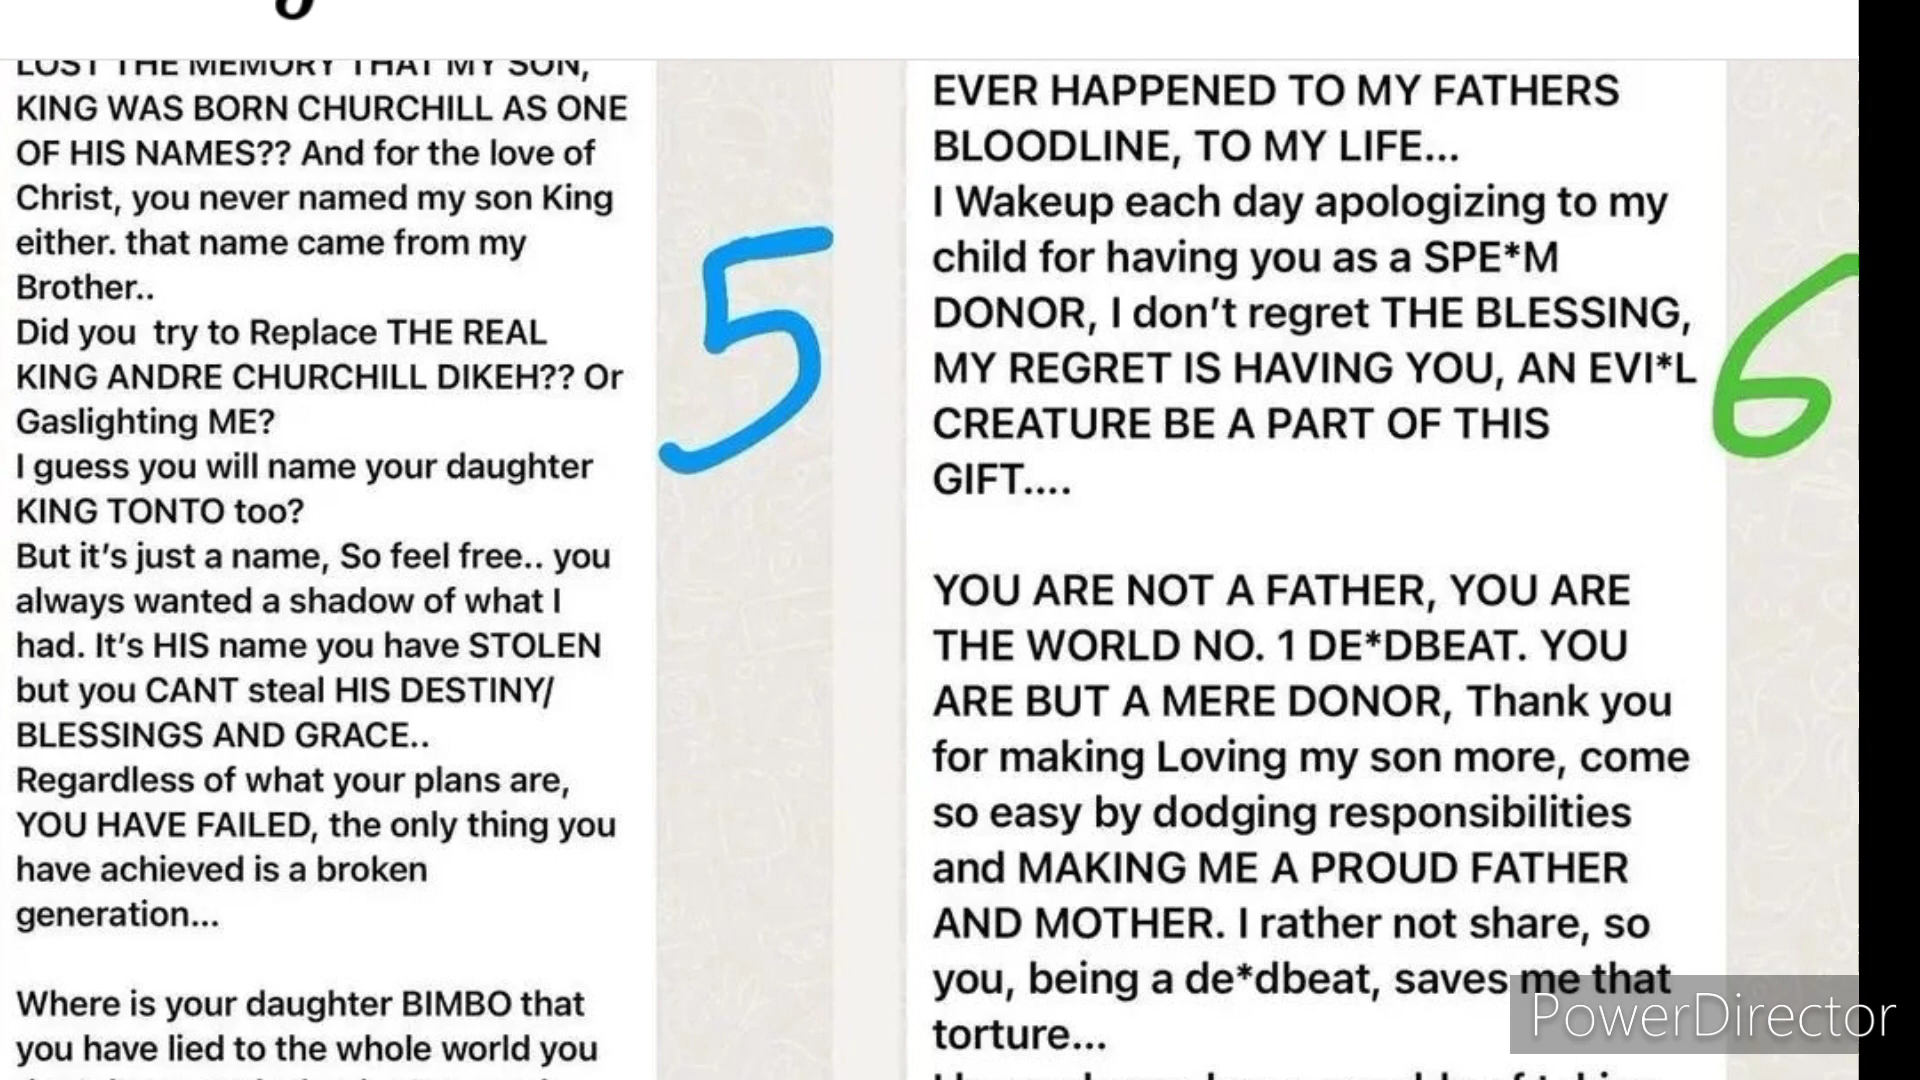 LOST THE MEMORY THAT MY SON,
KING WAS BORN CHURCHILL AS ONE
OF HIS NAMES?? And for the love of
Christ, you never named my son King
either. that name came from my
Brother..
Did you try to Replace THE REAL
KING ANDRE CHURCHILL DIKEH?? Or
Gaslighting ME?
I guess you will name your daughter
KING TONTO too?
But it’s just a name, So feel free.. you
always wanted a shadow of what I
had. It’s HIS name you have STOLEN
but you CANT steal HIS DESTINY/
BLESSINGS AND GRACE..
Regardless of what your plans are,
YOU HAVE FAILED, the only thing you
have achieved is a broken
generation...
Where is your daughter BIMBO that
you have lied to the whole world you
5
EVER HAPPENED TO MY FATHERS
BLOODLINE, TO MY LIFE...
I Wakeup each day apologizing to my
child for having you as a SPE*M
DONOR, I don’t regret THE BLESSING,
MY REGRET IS HAVING YOU, AN EVI*L
CREATURE BE A PART OF THIS
GIFT....
YOU ARE NOT A FATHER, YOU ARE
THE WORLD NO. 1 DE*DBEAT. YOU
ARE BUT A MERE DONOR, Thank you
for making Loving my son more, come
so easy by dodging responsibilities
and MAKING ME A PROUD FATHER
AND MOTHER. I rather not share, so
you, being a de*dbeat, saves me that
torture...
6
PowerDirector